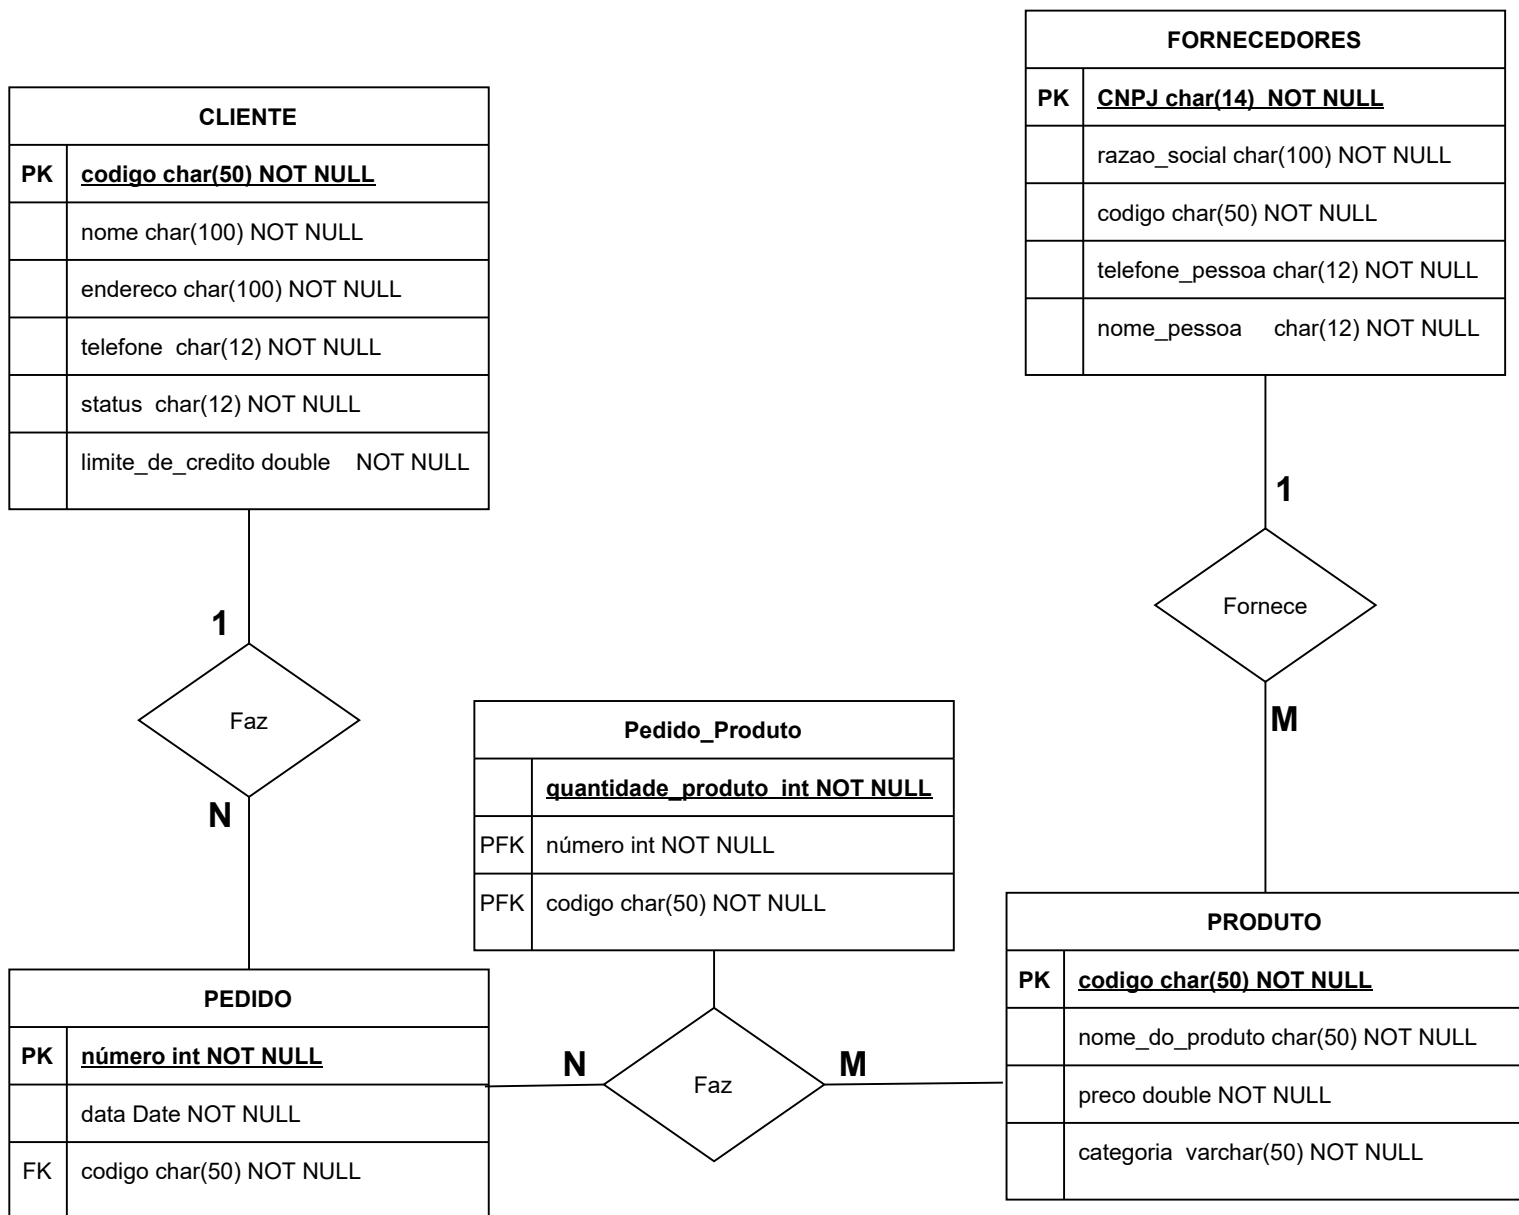 FORNECEDORES
PK CNPJ char(14) NOT NULL
razao_social char(100) NOT NULL
codigo char(50) NOT NULL
telefone_pessoa char(12) NOT NULL
nome_pessoa char(12) NOT NULL
CLIENTE
PK codigo char(50) NOT NULL
nome char(100) NOT NULL
endereco char(100) NOT NULL
telefone char(12) NOT NULL
status char(12) NOT NULL
limite_de_credito double NOT NULL
1
Fornece
M
1
Faz
N
Pedido_Produto
quantidade_produto int NOT NULL
PFK número int NOT NULL
PFK codigo char(50) NOT NULL
PEDIDO
PK número int NOT NULL
data Date NOT NULL
FK codigo char(50) NOT NULL
N
Faz
M
PRODUTO
PK codigo char(50) NOT NULL
nome_do_produto char(50) NOT NULL
preco double NOT NULL
categoria varchar(50) NOT NULL